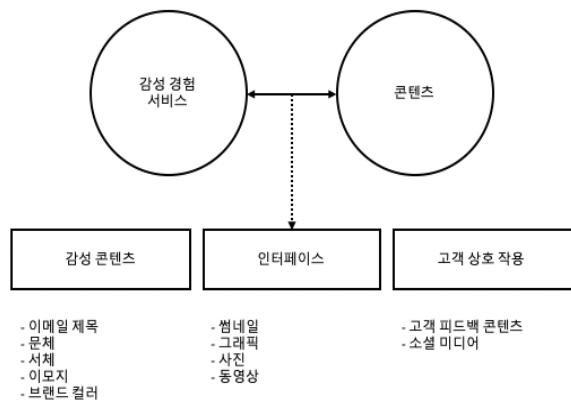 감성 경험
서비스
콘텐츠
감성 콘텐츠
인터페이스
고객 상호 작용
- 이메일 제목
- 문체
- 서체
- 이모지
- 브랜드 컬러
- 썸네일
- 그래픽
- 사진
- 동영상
- 고객 피드백 콘텐츠
- 소셜 미디어